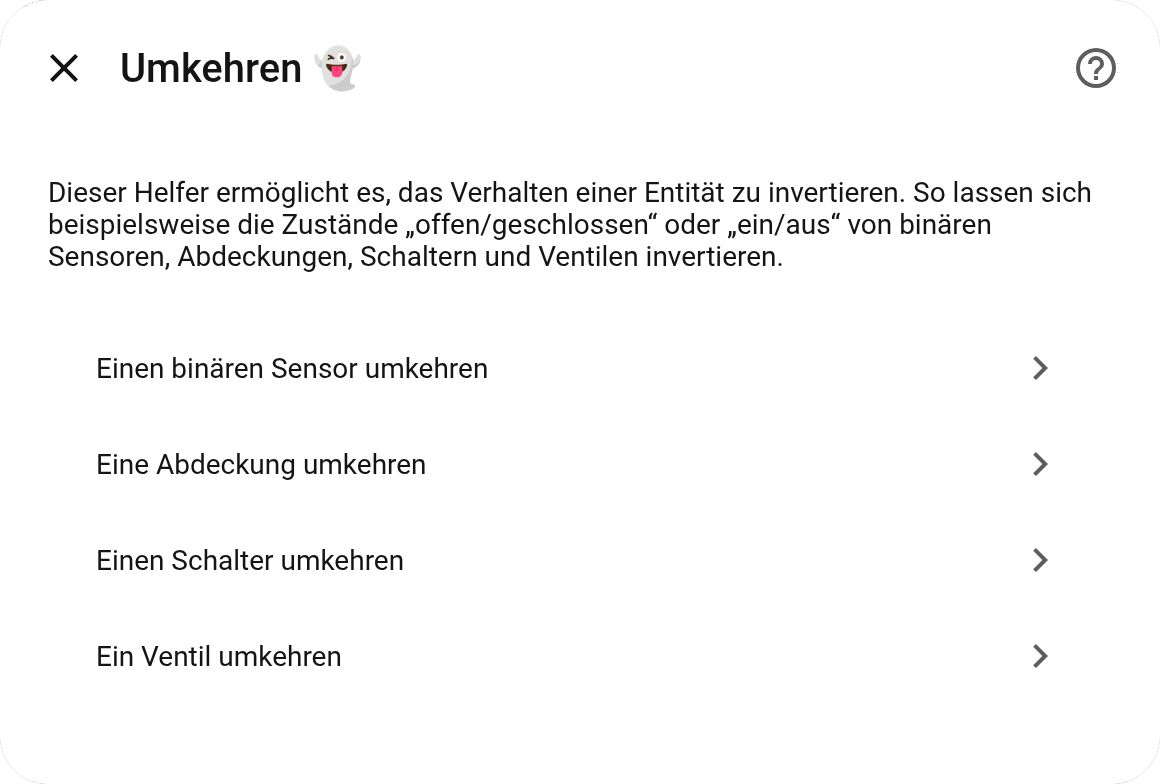 Umkehren 👻
Dieser Helfer ermöglicht es, das Verhalten einer Entität zu invertieren. So lassen sich
beispielsweise die Zustände „offen/geschlossen“ oder „ein/aus“ von binären
Sensoren, Abdeckungen, Schaltern und Ventilen invertieren.
Einen binären Sensor umkehren
Eine Abdeckung umkehren
Einen Schalter umkehren
Ein Ventil umkehren